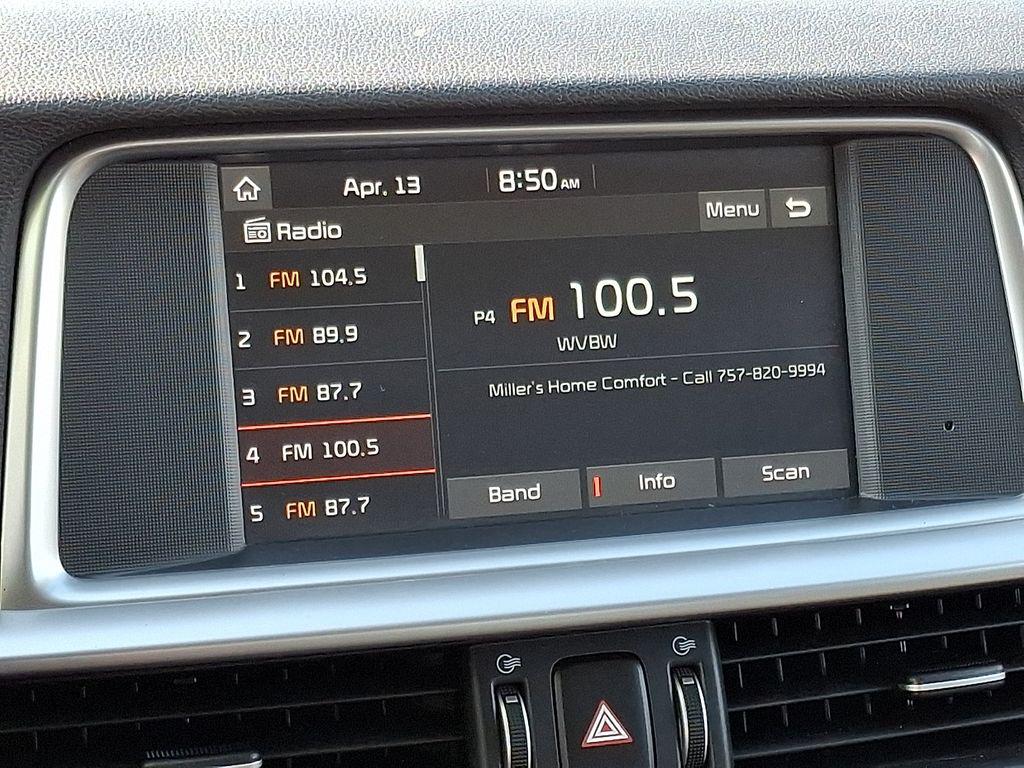 Apr. 13 8:50 AM
Radio Menu
1 FM 104.5
2 FM 89.9
3 FM 87.7
4 FM 100.5
5 FM 87.7
P4 FM 100.5
WVBW
Miller's Home Comfort - Call 757-820-9994
Band Info Scan